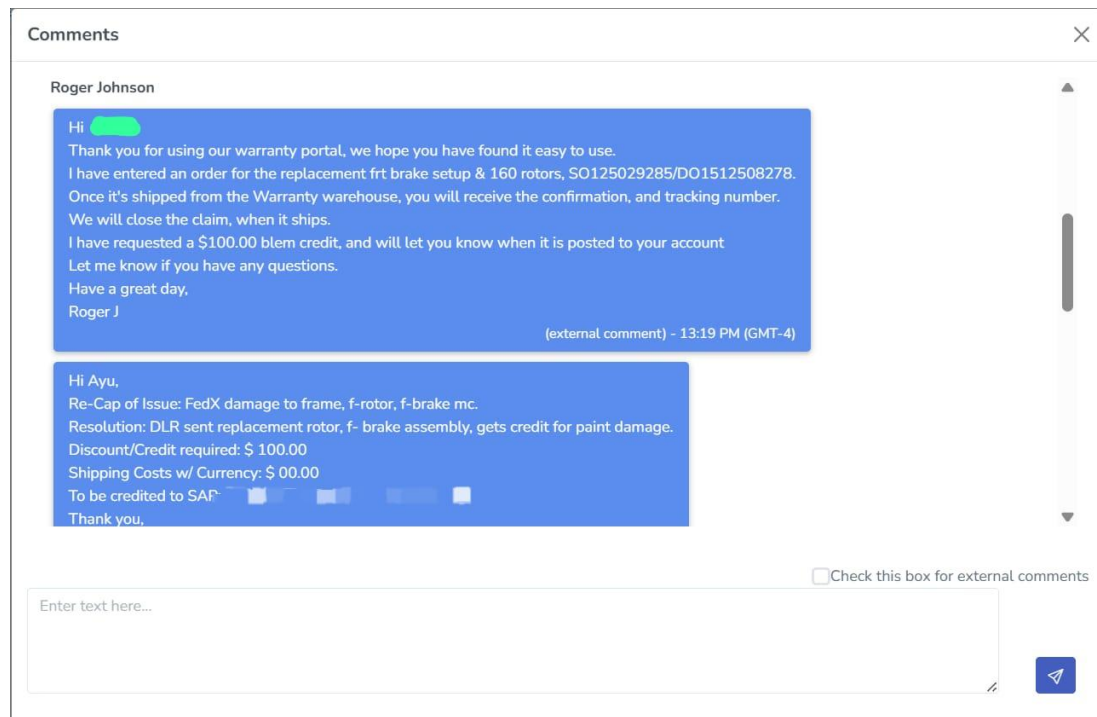 Comments
Roger Johnson
Hi
Thank you for using our warranty portal, we hope you have found it easy to use.
I have entered an order for the replacement frt brake setup & 160 rotors, SO125029285/DO1512508278.
Once it's shipped from the Warranty warehouse, you will receive the confirmation, and tracking number.
We will close the claim, when it ships.
I have requested a $100.00 blem credit, and will let you know when it is posted to your account
Let me know if you have any questions.
Have a great day,
Roger J
(external comment) - 13:19 PM (GMT-4)
Hi Ayu,
Re-Cap of Issue: FedX damage to frame, f-rotor, f-brake mc.
Resolution: DLR sent replacement rotor, f- brake assembly, gets credit for paint damage.
Discount/Credit required: $ 100.00
Shipping Costs w/ Currency: $ 00.00
To be credited to SAP
Thank you,
Check this box for external comments
Enter text here...